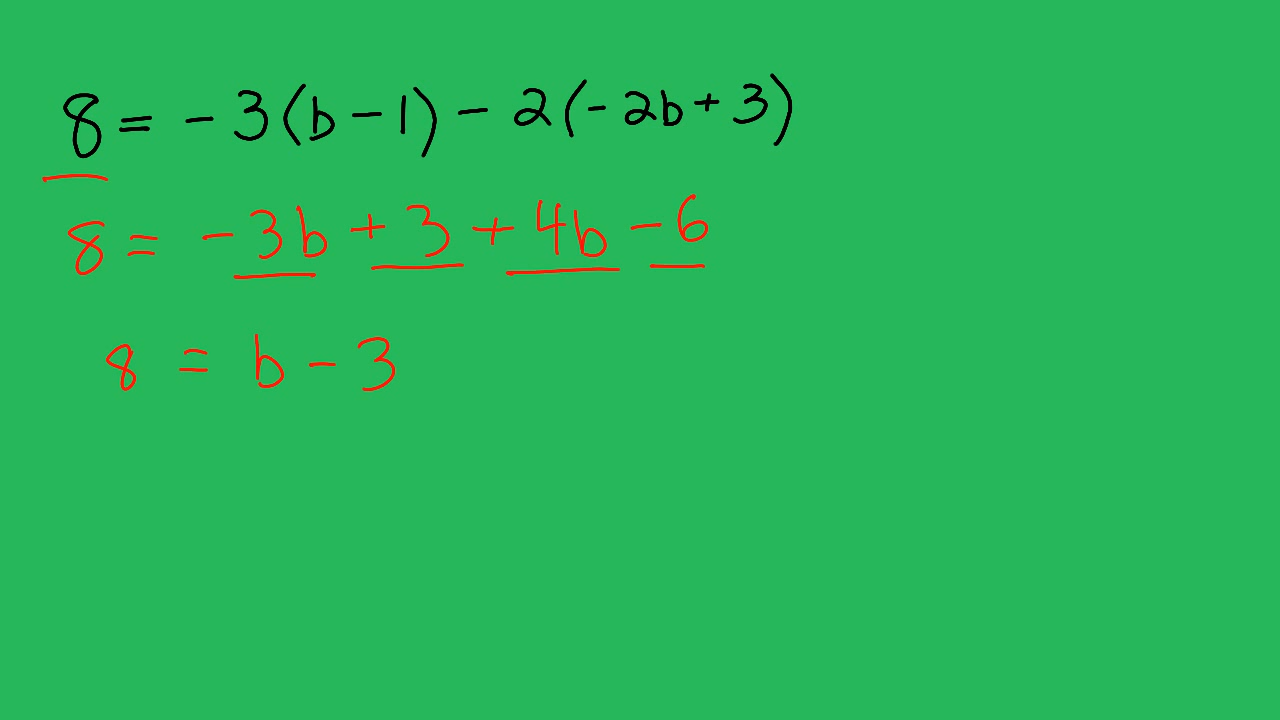 8 = -3(b-1) - 2(-2b+3)
8 = -3b + 3 + 4b - 6
8 = b - 3